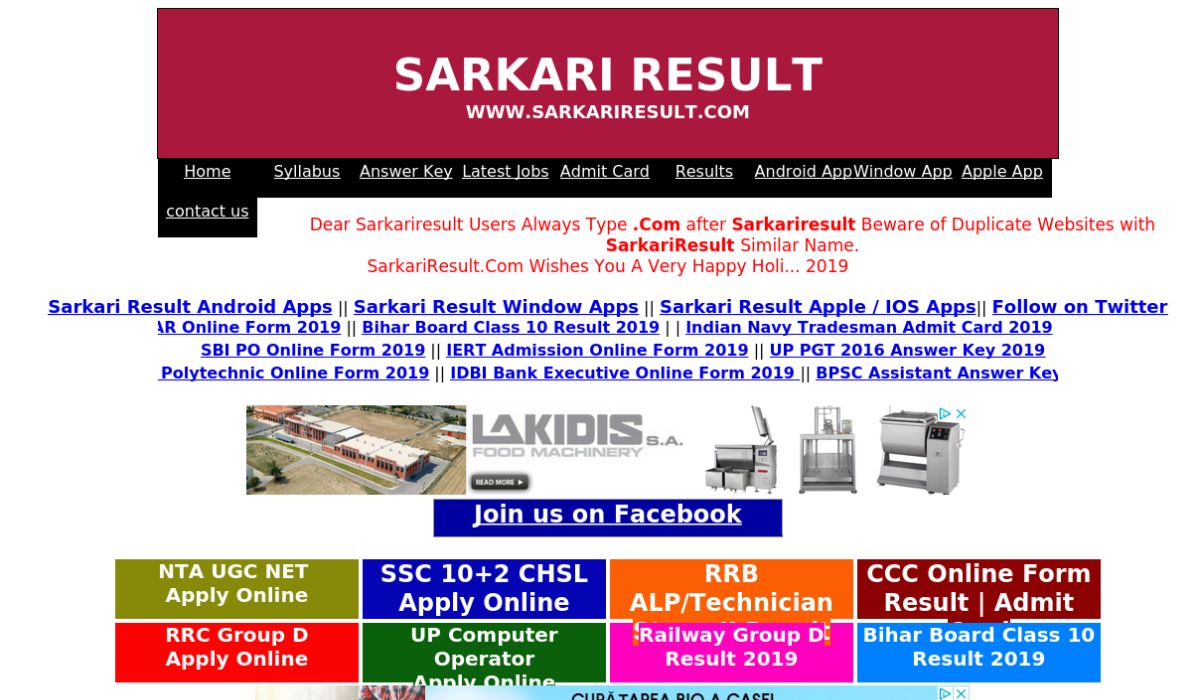 SARKARI RESULT
WWW.SARKARIRESULT.COM
Home Syllabus Answer Key Latest Jobs Admit Card Results Android App Window App Apple App
contact us
Dear Sarkariresult Users Always Type .Com after Sarkariresult Beware of Duplicate Websites with
SarkariResult Similar Name.
SarkariResult.Com Wishes You A Very Happy Holi... 2019
Sarkari Result Android Apps || Sarkari Result Window Apps || Sarkari Result Apple / IOS Apps|| Follow on Twitter
AR Online Form 2019 || Bihar Board Class 10 Result 2019 | | Indian Navy Tradesman Admit Card 2019
SBI PO Online Form 2019 || IERT Admission Online Form 2019 || UP PGT 2016 Answer Key 2019
Polytechnic Online Form 2019 || IDBI Bank Executive Online Form 2019 || BPSC Assistant Answer Key
LAKIDIS S.A.
FOOD MACHINERY
READ MORE
Join us on Facebook
NTA UGC NET
Apply Online
SSC 10+2 CHSL
Apply Online
RRB
ALP/Technician
CCC Online Form
Result | Admit
RRC Group D
Apply Online
UP Computer
Operator
Apply Online
Railway Group D
Result 2019
Bihar Board Class 10
Result 2019
CURĂȚAREA BIO A CASEI